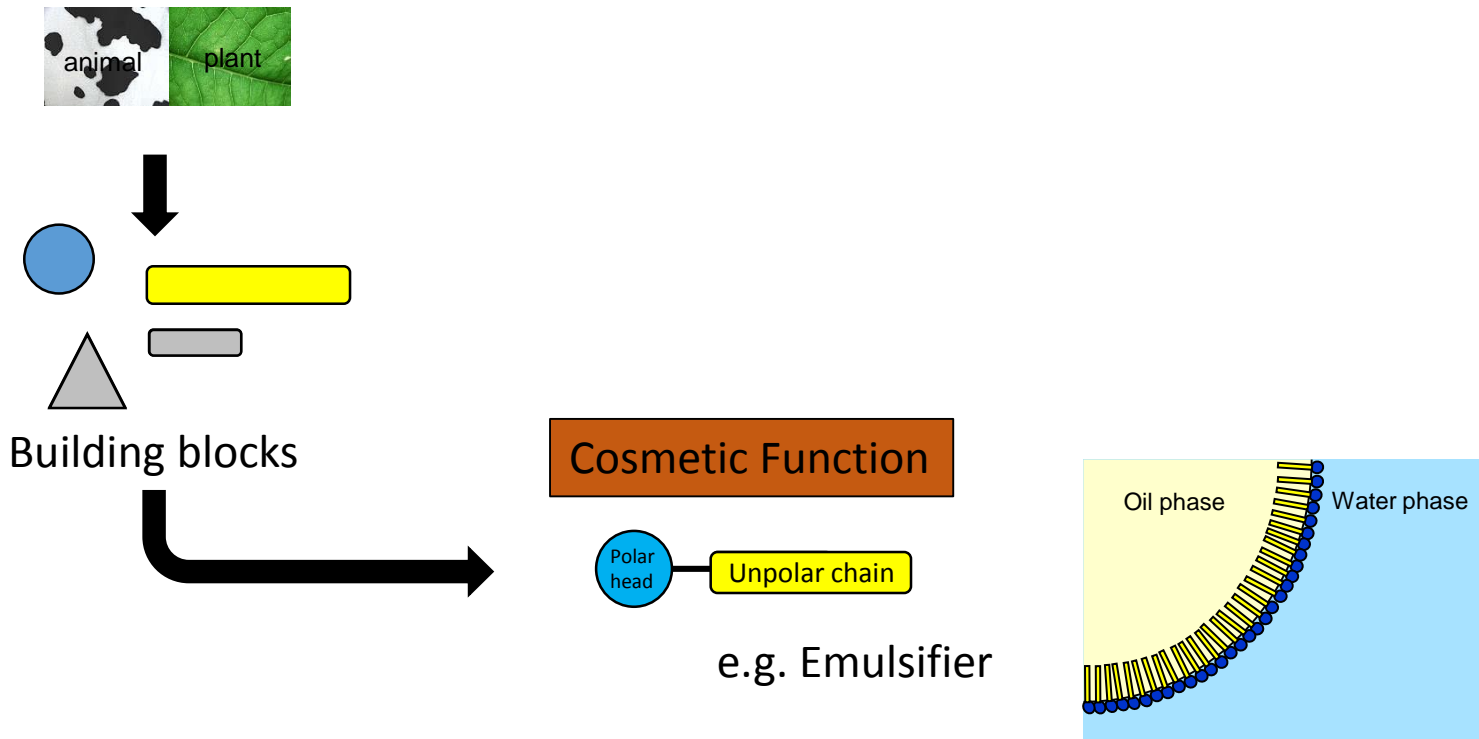 animal
plant
Building blocks
Cosmetic Function
Polar
head
Unpolar chain
e.g. Emulsifier
Oil phase
Water phase